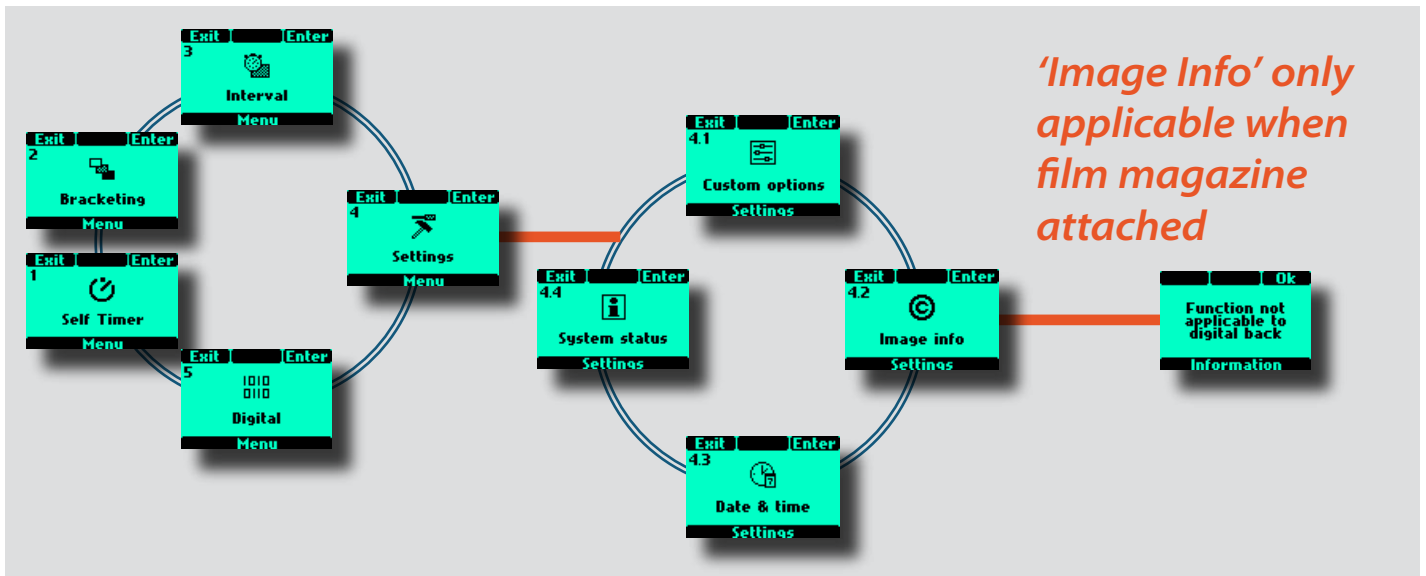 Exit Enter
3
Interval
Menu
Exit Enter
2
Bracketing
Menu
Exit Enter
4
Settings
Menu
Exit Enter
1
Self Timer
Menu
Exit Enter
5
1010
0110
Digital
Menu
Exit Enter
4.1
Custom options
Settings
Exit Enter
4.4
System status
Settings
Exit Enter
4.2
©
Image info
Settings
Exit Enter
4.3
7
Date & time
Settings
‘Image Info’ only
applicable when
film magazine
attached
Ok
Function not
applicable to
digital back
Information